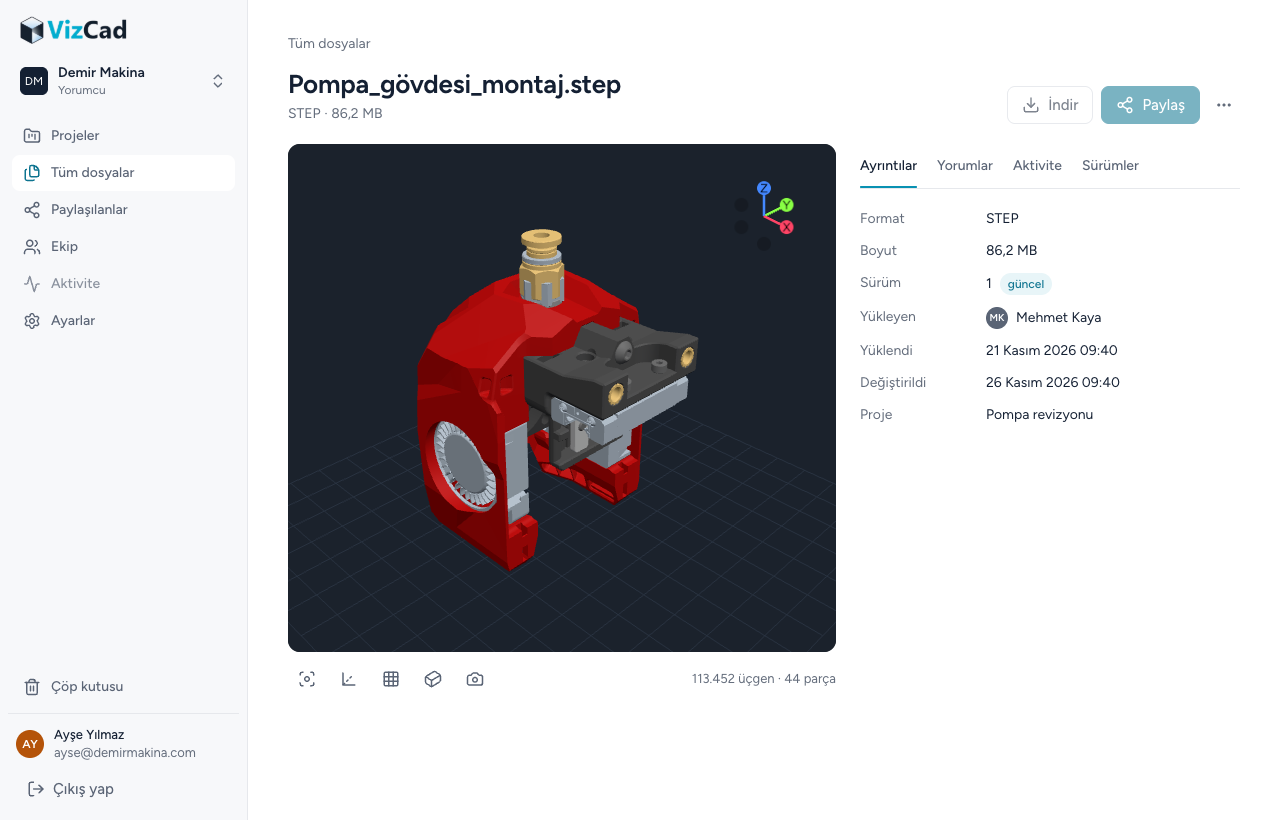 VizCad
DM
Demir Makina
Yorumcu
Projeler
Tüm dosyalar
Paylaşılanlar
Ekip
Aktivite
Ayarlar
Çöp kutusu
AY
Ayşe Yılmaz
ayse@demirmakina.com
Çıkış yap
Tüm dosyalar
Pompa_gövdesi_montaj.step
STEP · 86,2 MB
İndir
Paylaş
Z
Y
X
113.452 üçgen · 44 parça
Ayrıntılar Yorumlar Aktivite Sürümler
Format STEP
Boyut 86,2 MB
Sürüm 1 güncel
Yükleyen MK Mehmet Kaya
Yüklendi 21 Kasım 2026 09:40
Değiştirildi 26 Kasım 2026 09:40
Proje Pompa revizyonu